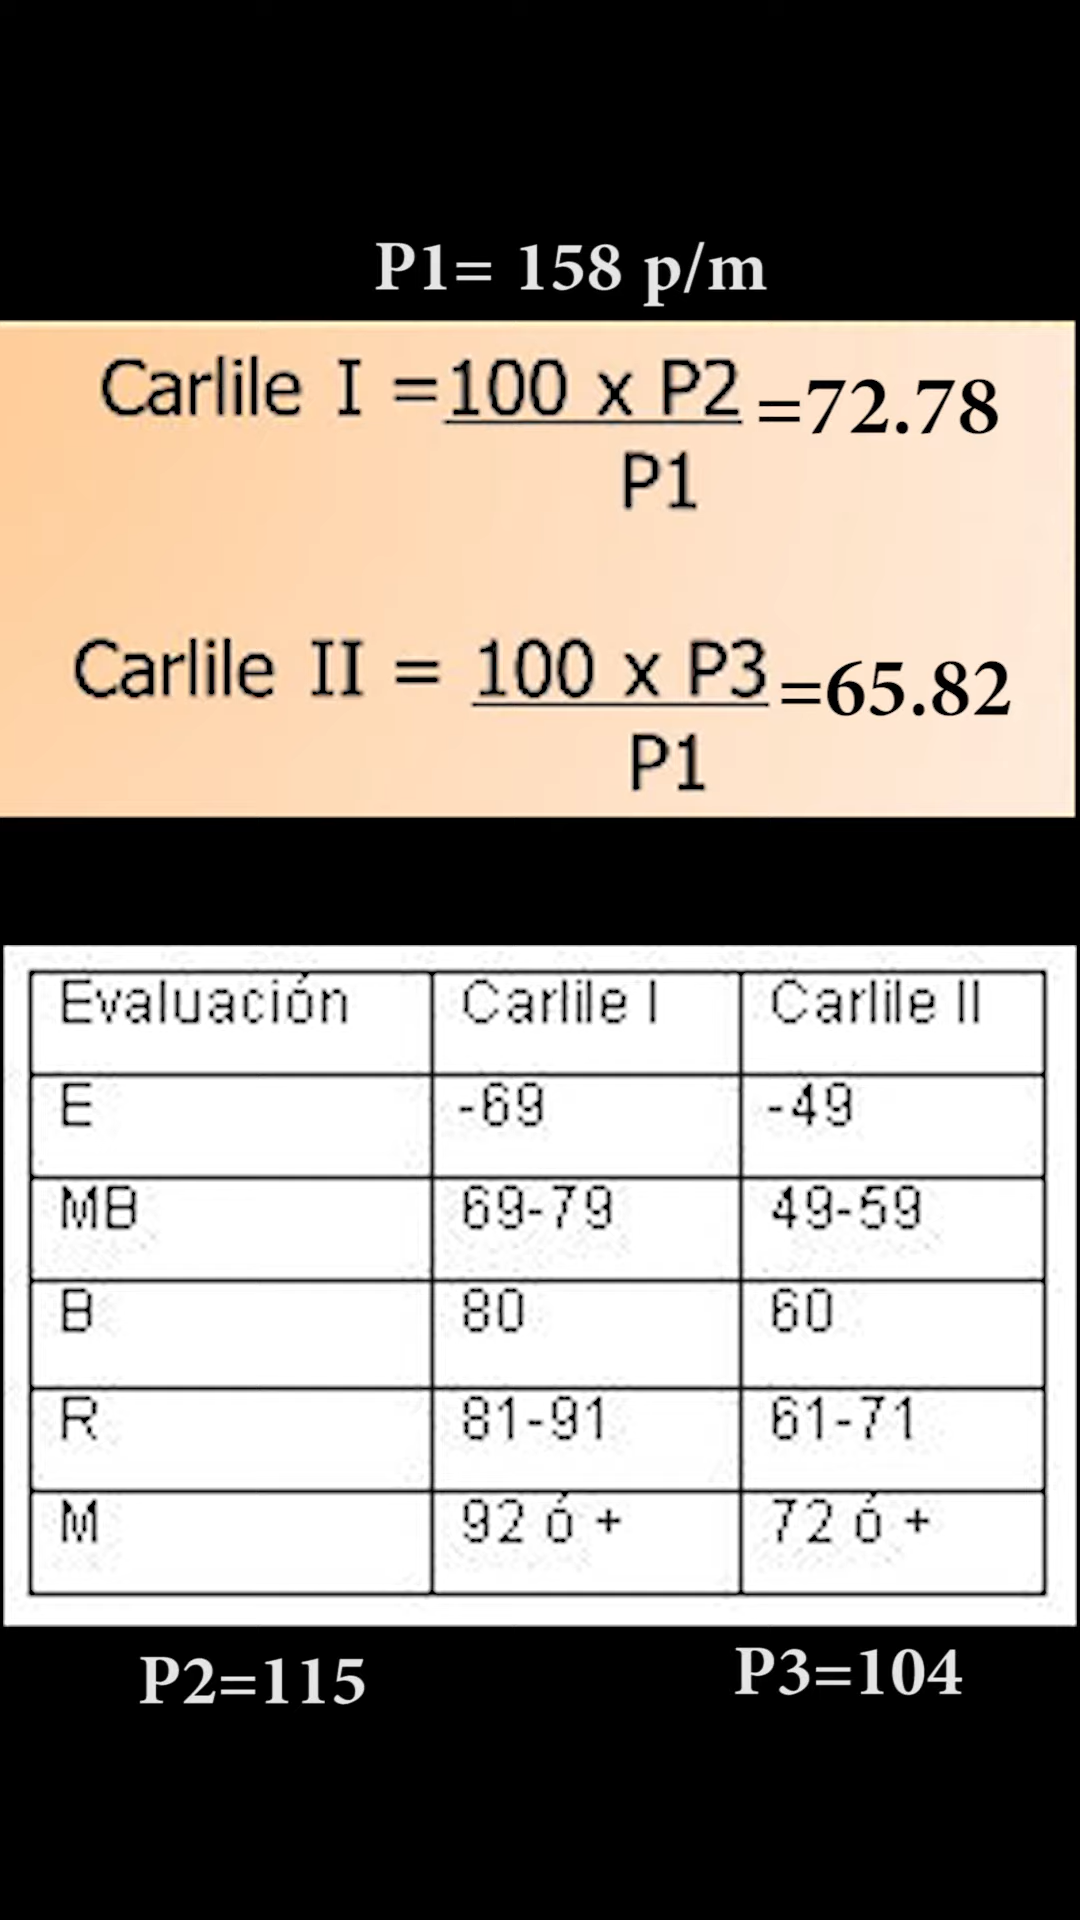 P1= 158 p/m
Carlile I =100 x P2 =72.78
P1
Carlile II = 100 x P3 =65.82
P1
Evaluación Carlile I Carlile II
E -69 -49
MB 69-79 49-59
B 80 60
R 81-91 61-71
M 92 ó + 72 ó +
P2=115 P3=104